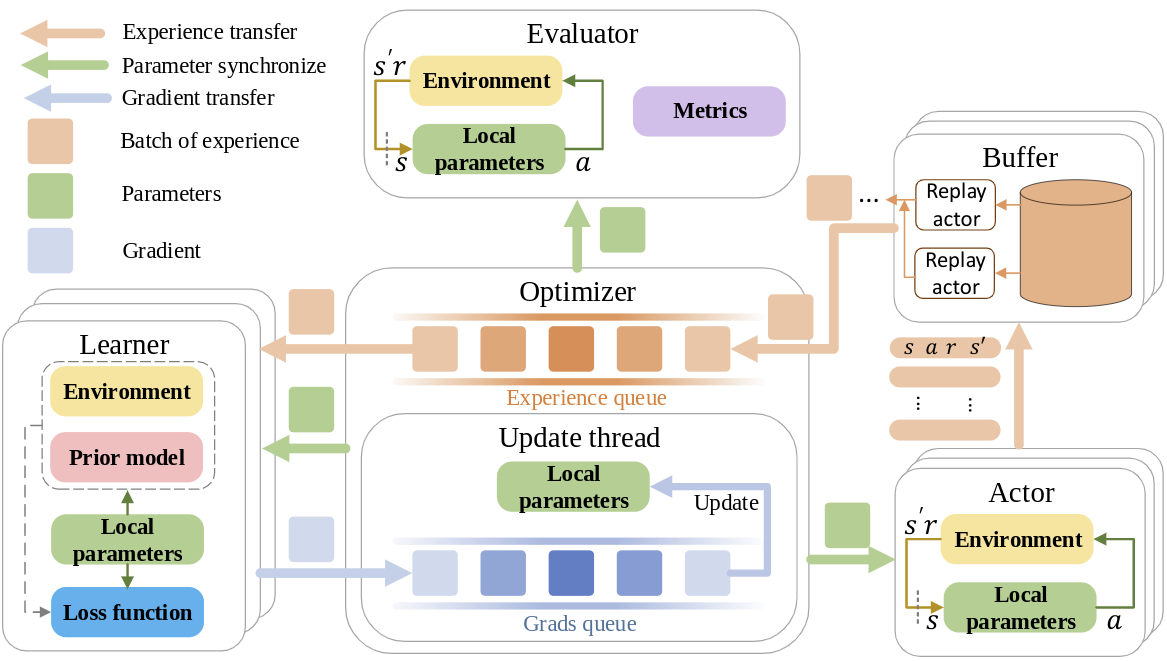 Experience transfer
Parameter synchronize
Gradient transfer
Batch of experience
Parameters
Gradient
Evaluator
s′r
Environment
Local
parameters
s
a
Metrics
Buffer
Replay
actor
Replay
actor
...
Optimizer
Experience queue
Update thread
Local
parameters
Update
Grads queue
Learner
Environment
Prior model
Local
parameters
Loss function
s a r s′
... ...
Actor
s′r
Environment
Local
parameters
s
a